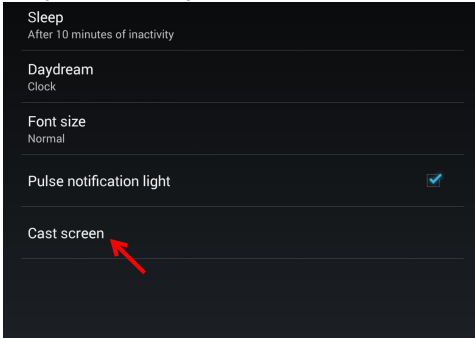 Sleep
After 10 minutes of inactivity
Daydream
Clock
Font size
Normal
Pulse notification light
Cast screen